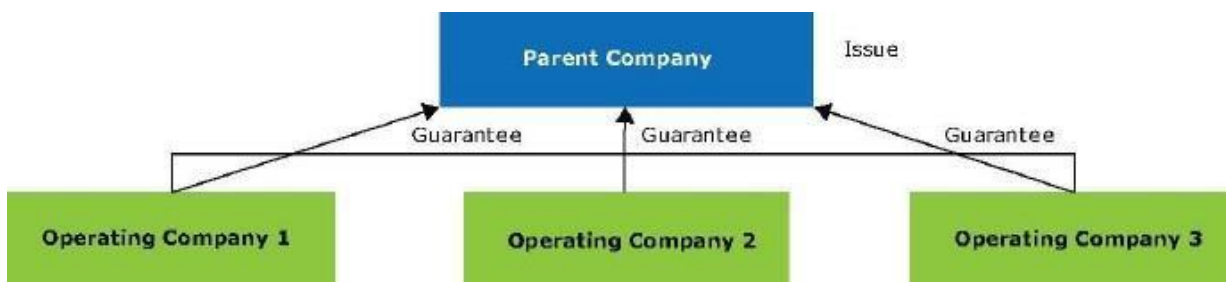 Parent Company
Issue
Guarantee
Guarantee
Guarantee
Operating Company 1
Operating Company 2
Operating Company 3